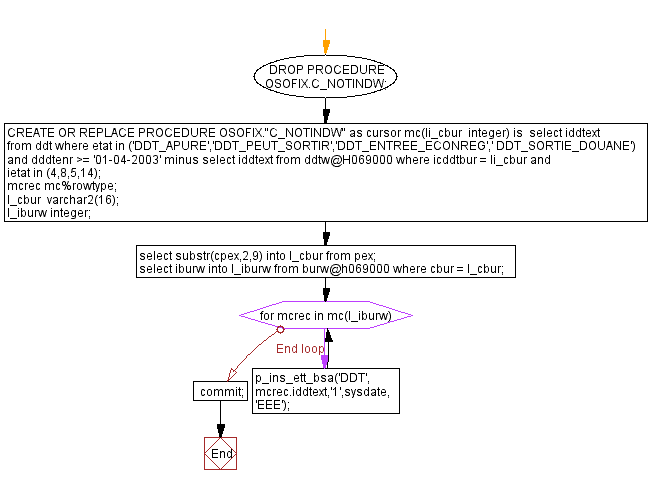 DROP PROCEDURE
OSOFIX.C_NOTINDW;
CREATE OR REPLACE PROCEDURE OSOFIX."C_NOTINDW" as cursor mc(li_cbur integer) is select iddtext
from ddt where etat in ('DDT_APURE','DDT_PEUT_SORTIR','DDT_ENTREE_ECONREG',' DDT_SORTIE_DOUANE')
and dddtenr >= '01-04-2003' minus select iddtext from ddtw@H069000 where icddtbur = li_cbur and
ietat in (4,8,5,14);
mcrec mc%rowtype;
l_cbur varchar2(16);
l_iburw integer;
select substr(cpex,2,9) into l_cbur from pex;
select iburw into l_iburw from burw@h069000 where cbur = l_cbur;
for mcrec in mc(l_iburw)
End loop
p_ins_ett_bsa('DDT',
mcrec.iddtext,'1',sysdate,
'EEE');
commit;
End